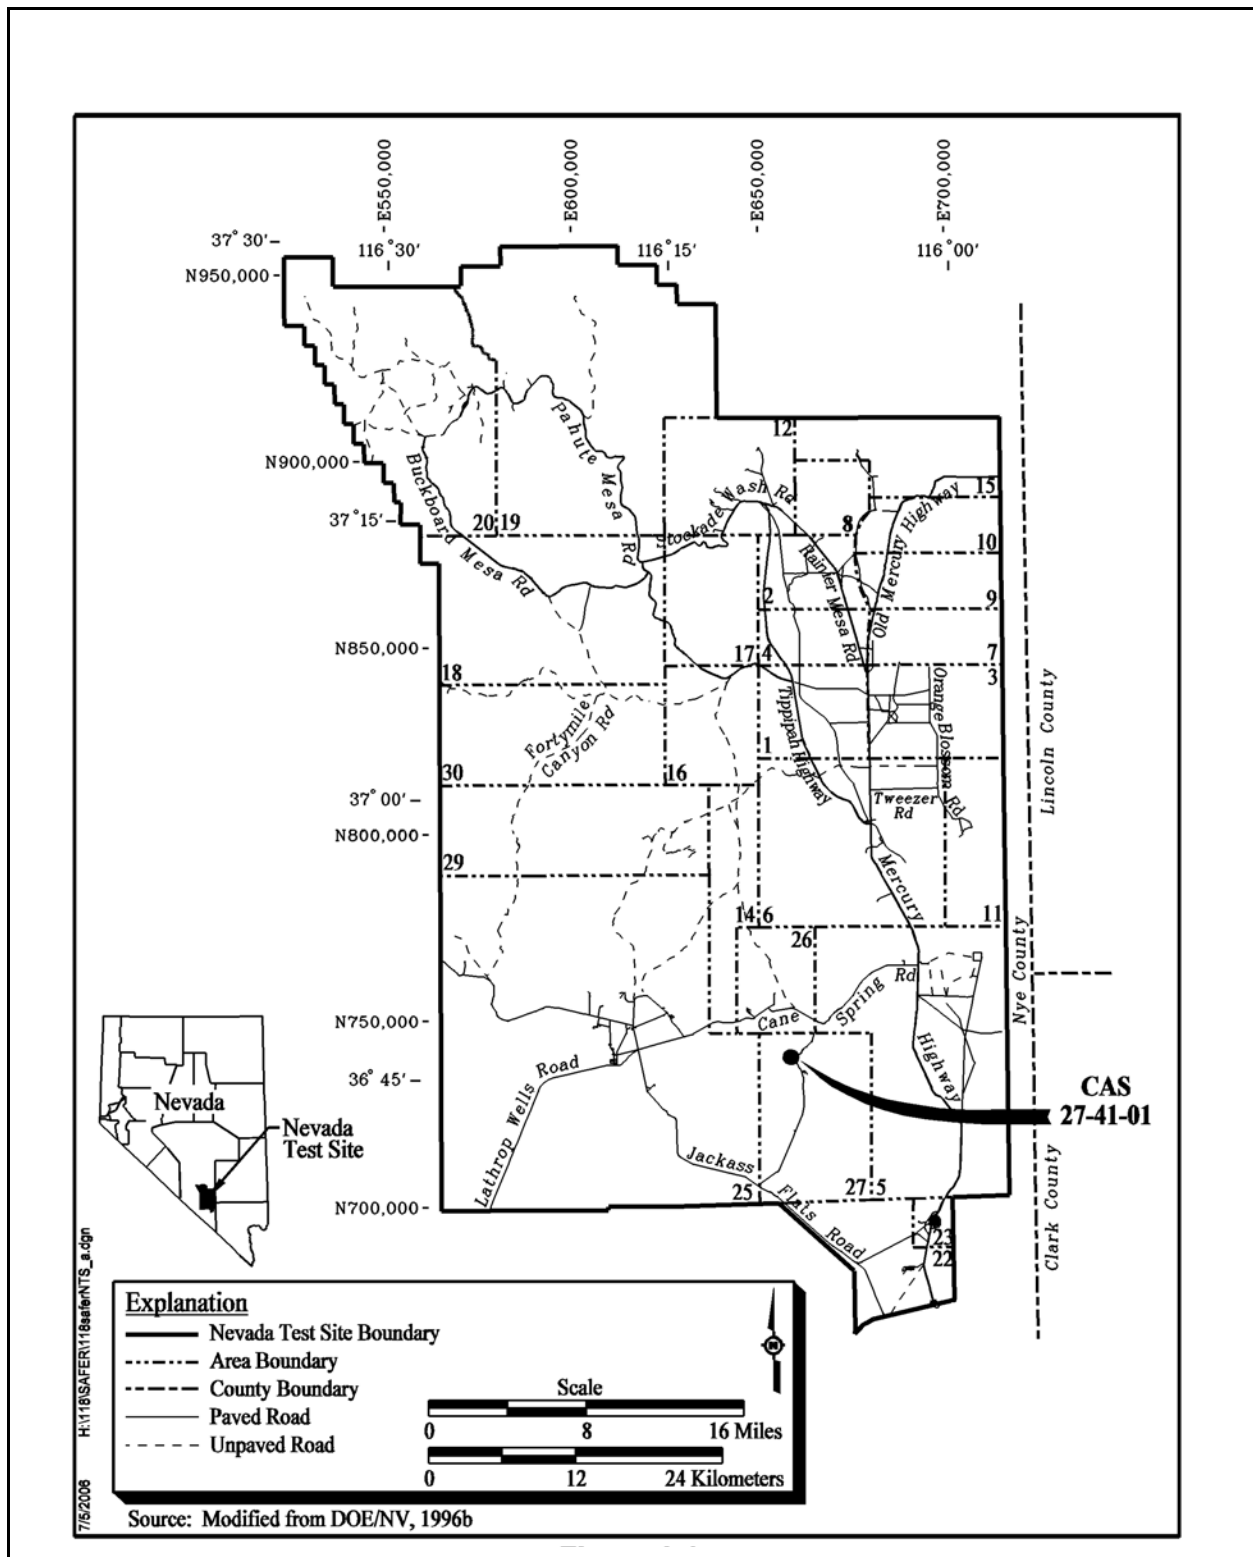 E550,000
E600,000
E650,000
E700,000
37°30'
116°30'
116°15'
116°00'
N950,000
12
Pahute Mesa Rd
N900,000
Buckboard Mesa Rd
Stockade Wash Rd
Old Mercury Highway
15
37°15'
20
19
8
10
Rainier Mesa Rd
2
9
N850,000
18
17
4
7
3
Orange Blossom Rd
Lincoln County
Fortymile
Canyon Rd
Tippipah Highway
1
30
16
37°00'
Tweezer
Rd
N800,000
29
Mercury
14
6
11
26
Nye County
Cane Spring Rd
N750,000
Highway
36°45'
Lathrop Wells Road
CAS
27-41-01
Nevada
Nevada
Test Site
Jackass Flats Road
25
27
5
N700,000
Clark County
23
22
H:\118\SAFER\118saferNTS_a.dgn
7/5/2006
Explanation
Nevada Test Site Boundary
Area Boundary
County Boundary
Paved Road
Unpaved Road
N
Scale
0 8 16 Miles
0 12 24 Kilometers
Source: Modified from DOE/NV, 1996b